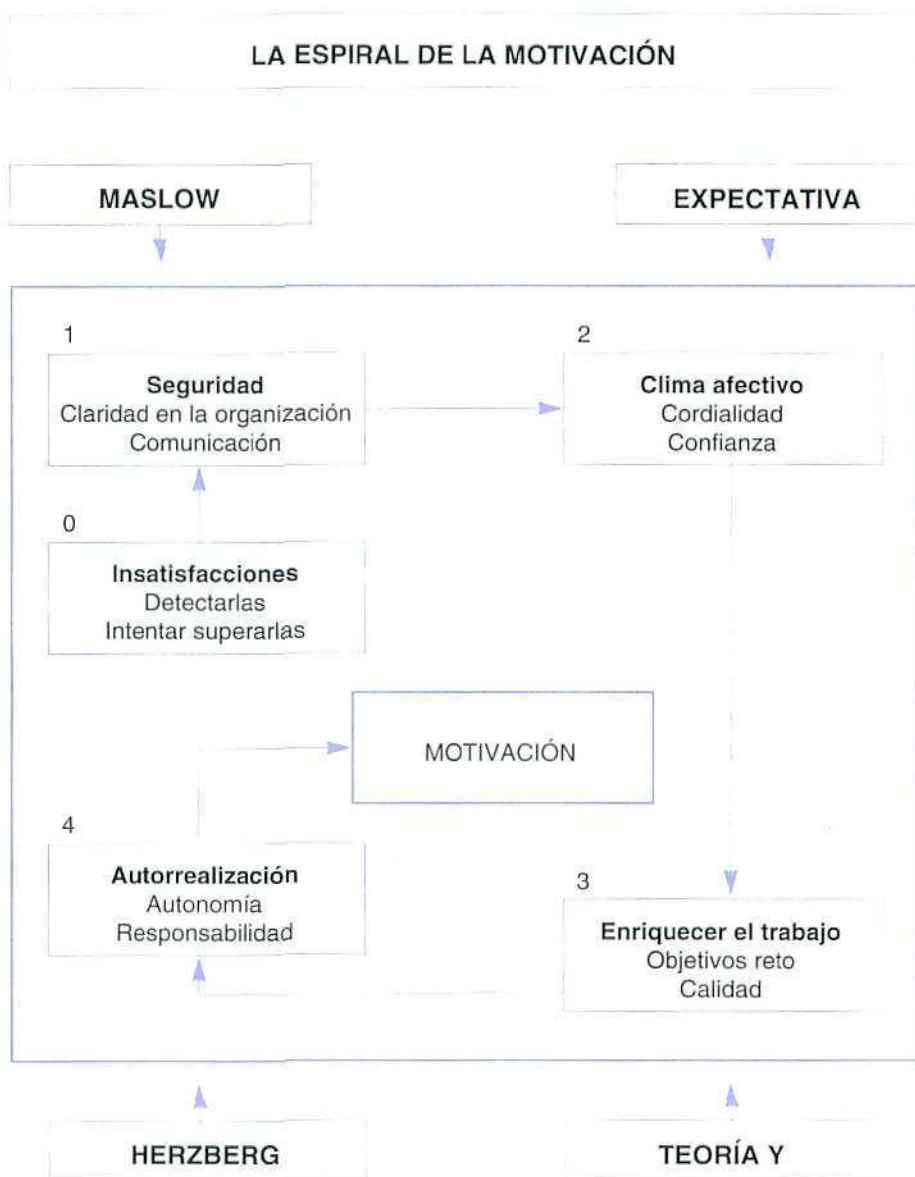 LA ESPIRAL DE LA MOTIVACIÓN
MASLOW
EXPECTATIVA
1
Seguridad
Claridad en la organización
Comunicación
2
Clima afectivo
Cordialidad
Confianza
0
Insatisfacciones
Detectarlas
Intentar superarlas
MOTIVACIÓN
4
Autorrealización
Autonomía
Responsabilidad
3
Enriquecer el trabajo
Objetivos reto
Calidad
HERZBERG
TEORÍA Y